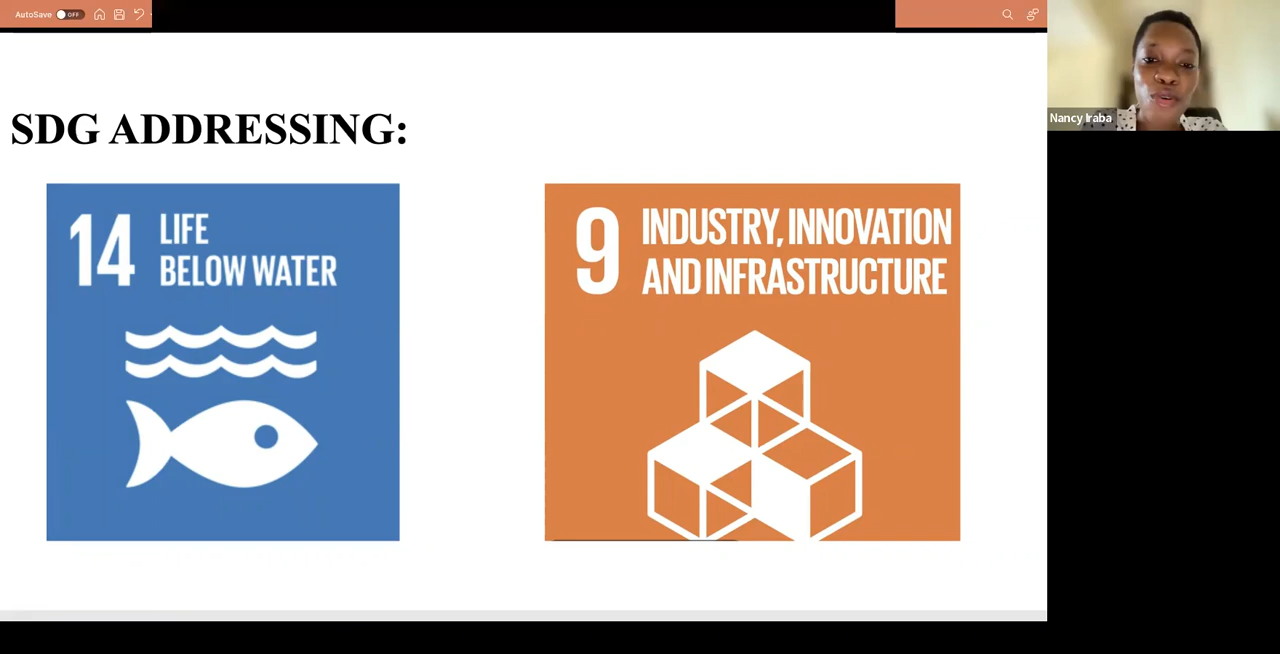 AutoSave OFF
Nancy Iraba
SDG ADDRESSING:
14 LIFE
BELOW WATER
9 INDUSTRY, INNOVATION
AND INFRASTRUCTURE